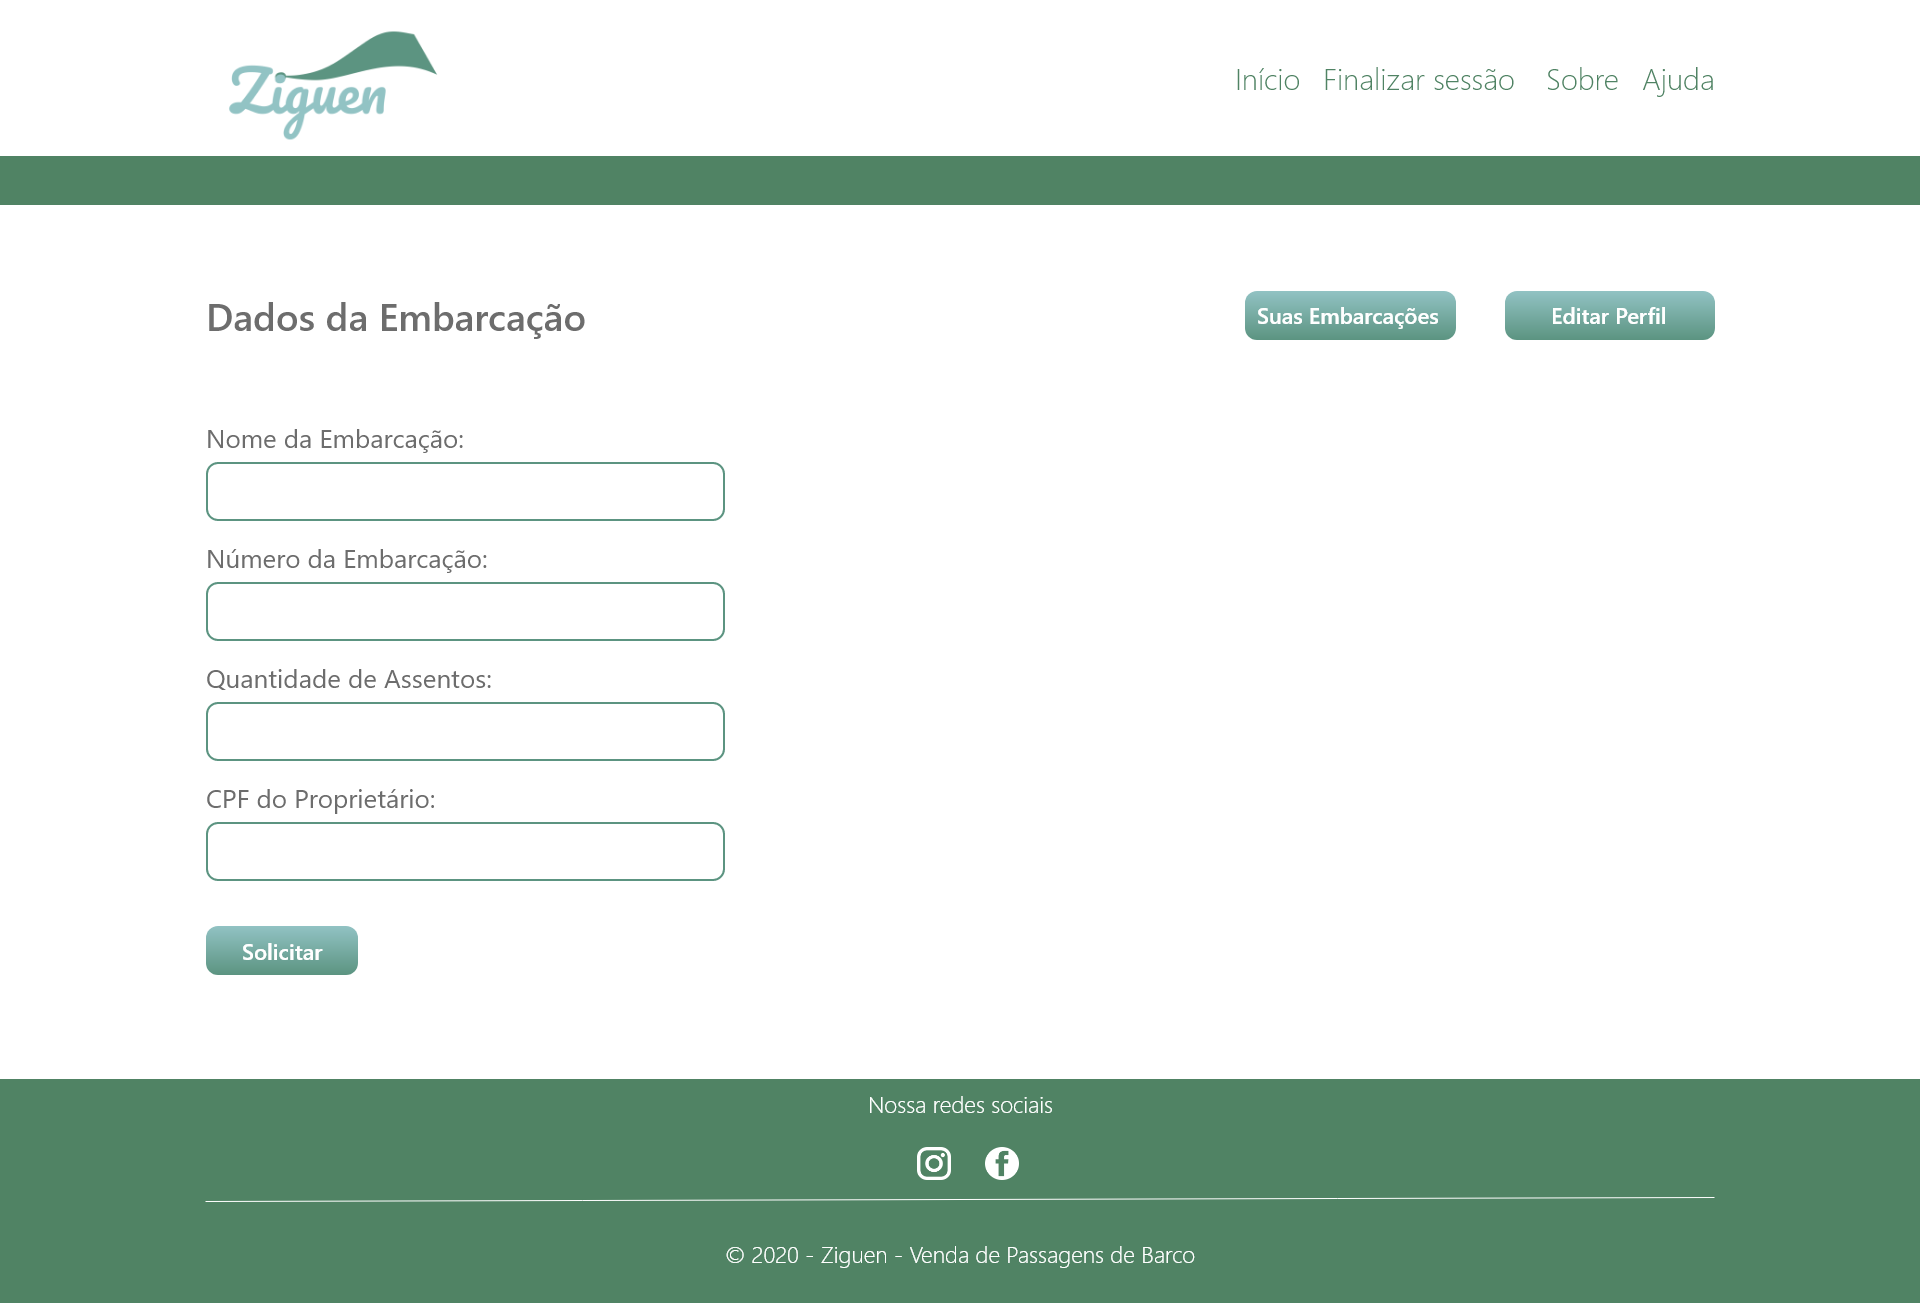 Ziguen
Início Finalizar sessão Sobre Ajuda
Dados da Embarcação
Suas Embarcações
Editar Perfil
Nome da Embarcação:
Número da Embarcação:
Quantidade de Assentos:
CPF do Proprietário:
Solicitar
Nossa redes sociais
© 2020 - Ziguen - Venda de Passagens de Barco